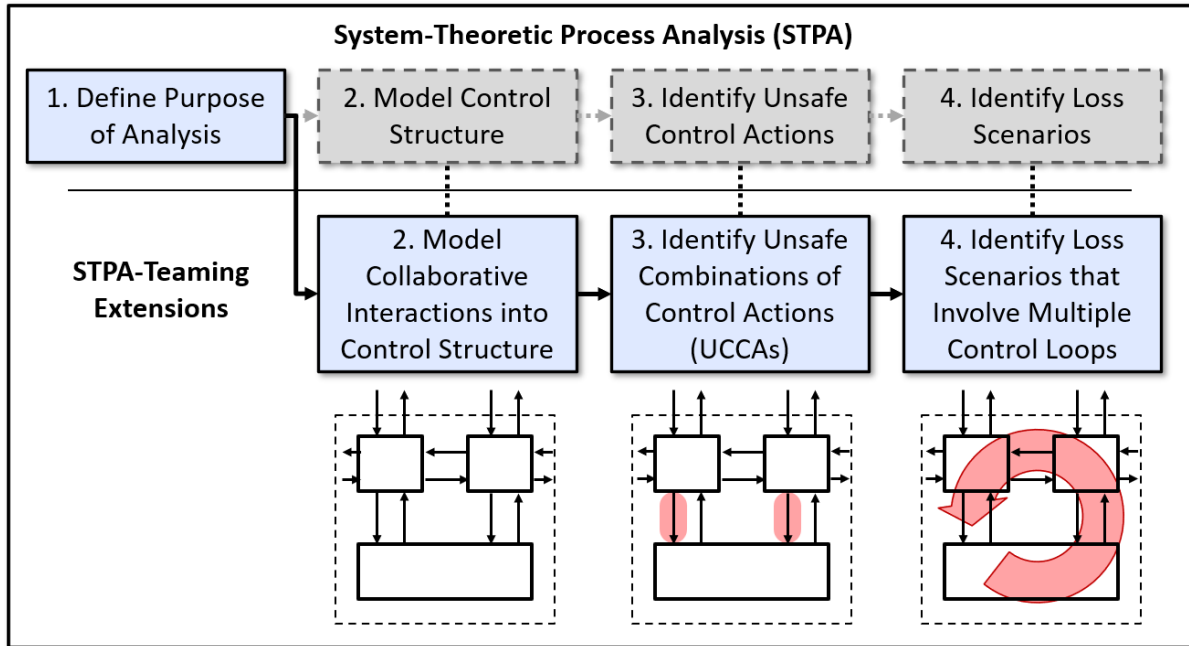 System-Theoretic Process Analysis (STPA)
1. Define Purpose
of Analysis
2. Model Control
Structure
3. Identify Unsafe
Control Actions
4. Identify Loss
Scenarios
STPA-Teaming
Extensions
2. Model
Collaborative
Interactions into
Control Structure
3. Identify Unsafe
Combinations of
Control Actions
(UCCAs)
4. Identify Loss
Scenarios that
Involve Multiple
Control Loops